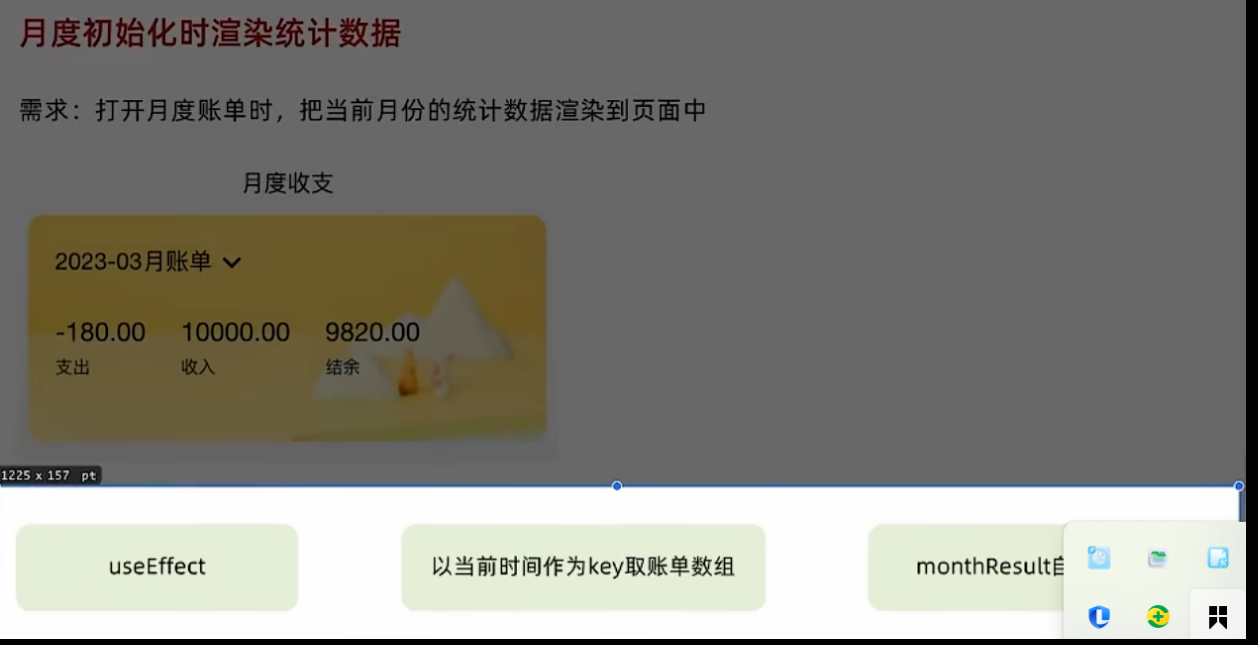 月度初始化时渲染统计数据
需求：打开月度账单时，把当前月份的统计数据渲染到页面中
月度收支
2023-03月账单
-180.00 10000.00 9820.00
支出 收入 结余
1225 x 157 pt
useEffect 以当前时间作为key取账单数组 monthResult自